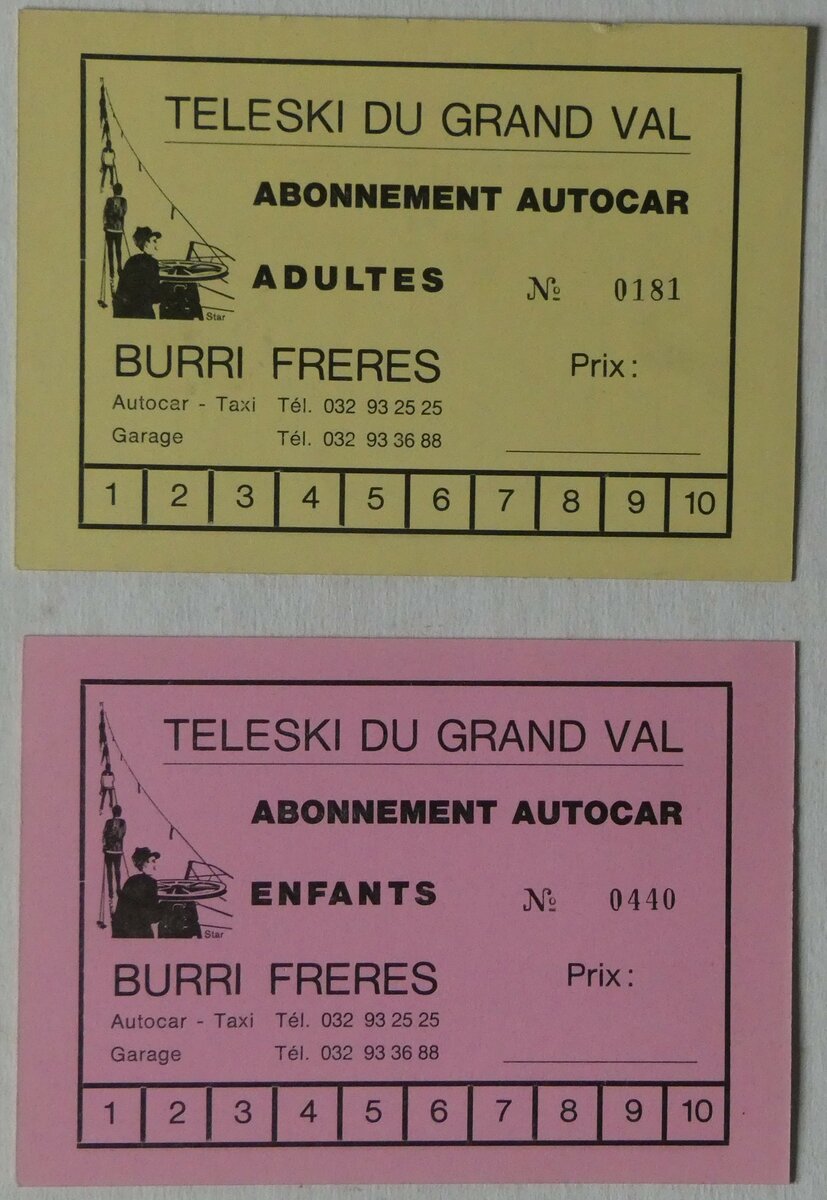 TELESKI DU GRAND VAL
ABONNEMENT AUTOCAR
ADULTES № 0181
Star
BURRI FRERES Prix:
Autocar - Taxi Tél. 032 93 25 25
Garage Tél. 032 93 36 88
1 2 3 4 5 6 7 8 9 10
TELESKI DU GRAND VAL
ABONNEMENT AUTOCAR
ENFANTS № 0440
Star
BURRI FRERES Prix:
Autocar - Taxi Tél. 032 93 25 25
Garage Tél. 032 93 36 88
1 2 3 4 5 6 7 8 9 10